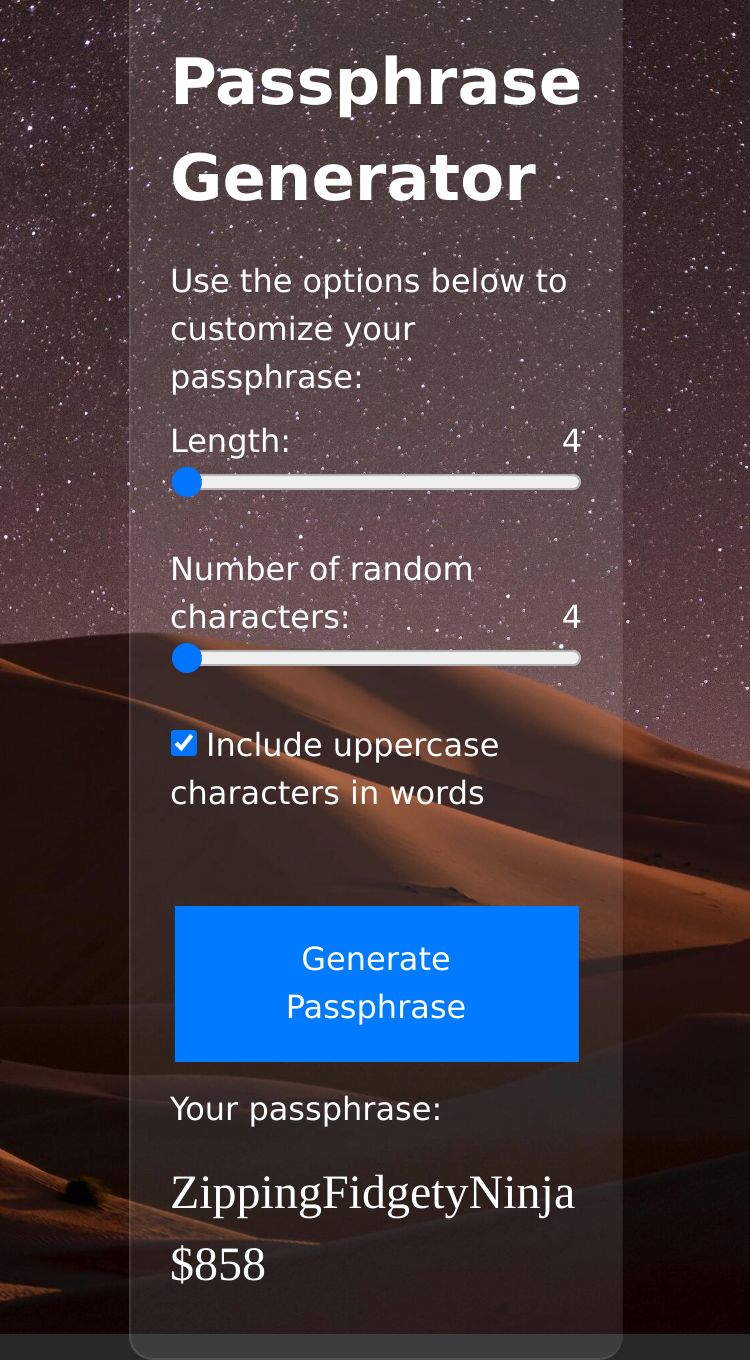 Passphrase
Generator
Use the options below to
customize your
passphrase:
Length: 4
Number of random
characters: 4
Include uppercase
characters in words
Generate
Passphrase
Your passphrase:
ZippingFidgetyNinja
$858